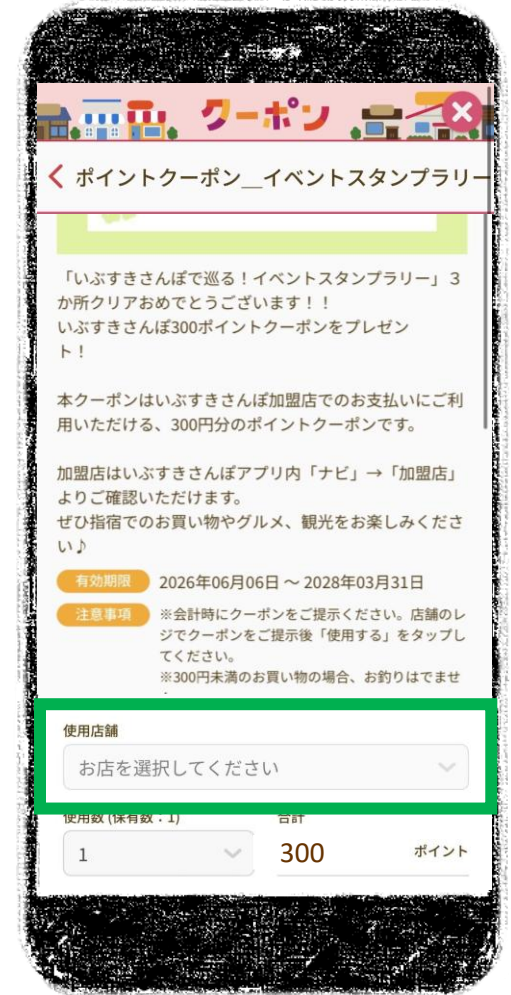 クーポン
ポイントクーポン__イベントスタンプラリー
「いぶすきさんぽで巡る！イベントスタンプラリー」３
か所クリアおめでとうございます！！
いぶすきさんぽ300ポイントクーポンをプレゼン
ト！
本クーポンはいぶすきさんぽ加盟店でのお支払いにご利
用いただける、300円分のポイントクーポンです。
加盟店はいぶすきさんぽアプリ内「ナビ」→「加盟店」
よりご確認いただけます。
ぜひ指宿でのお買い物やグルメ、観光をお楽しみくださ
い♪
有効期限 2026年06月06日 ～ 2028年03月31日
注意事項 ※会計時にクーポンをご提示ください。店舗のレ
ジでクーポンをご提示後「使用する」をタップし
てください。
※300円未満のお買い物の場合、お釣りはでませ
使用店舗
お店を選択してください
使用数 (保有数：1) 合計
1 300 ポイント